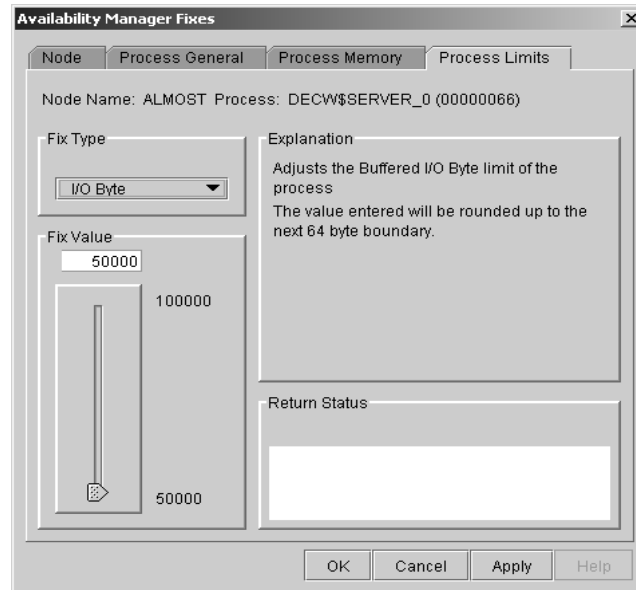 Availability Manager Fixes
Node
Process General
Process Memory
Process Limits
Node Name: ALMOST Process: DECW$SERVER_0 (00000066)
Fix Type
I/O Byte
Explanation
Adjusts the Buffered I/O Byte limit of the
process
The value entered will be rounded up to the
next 64 byte boundary.
Fix Value
50000
100000
50000
Return Status
OK
Cancel
Apply
Help